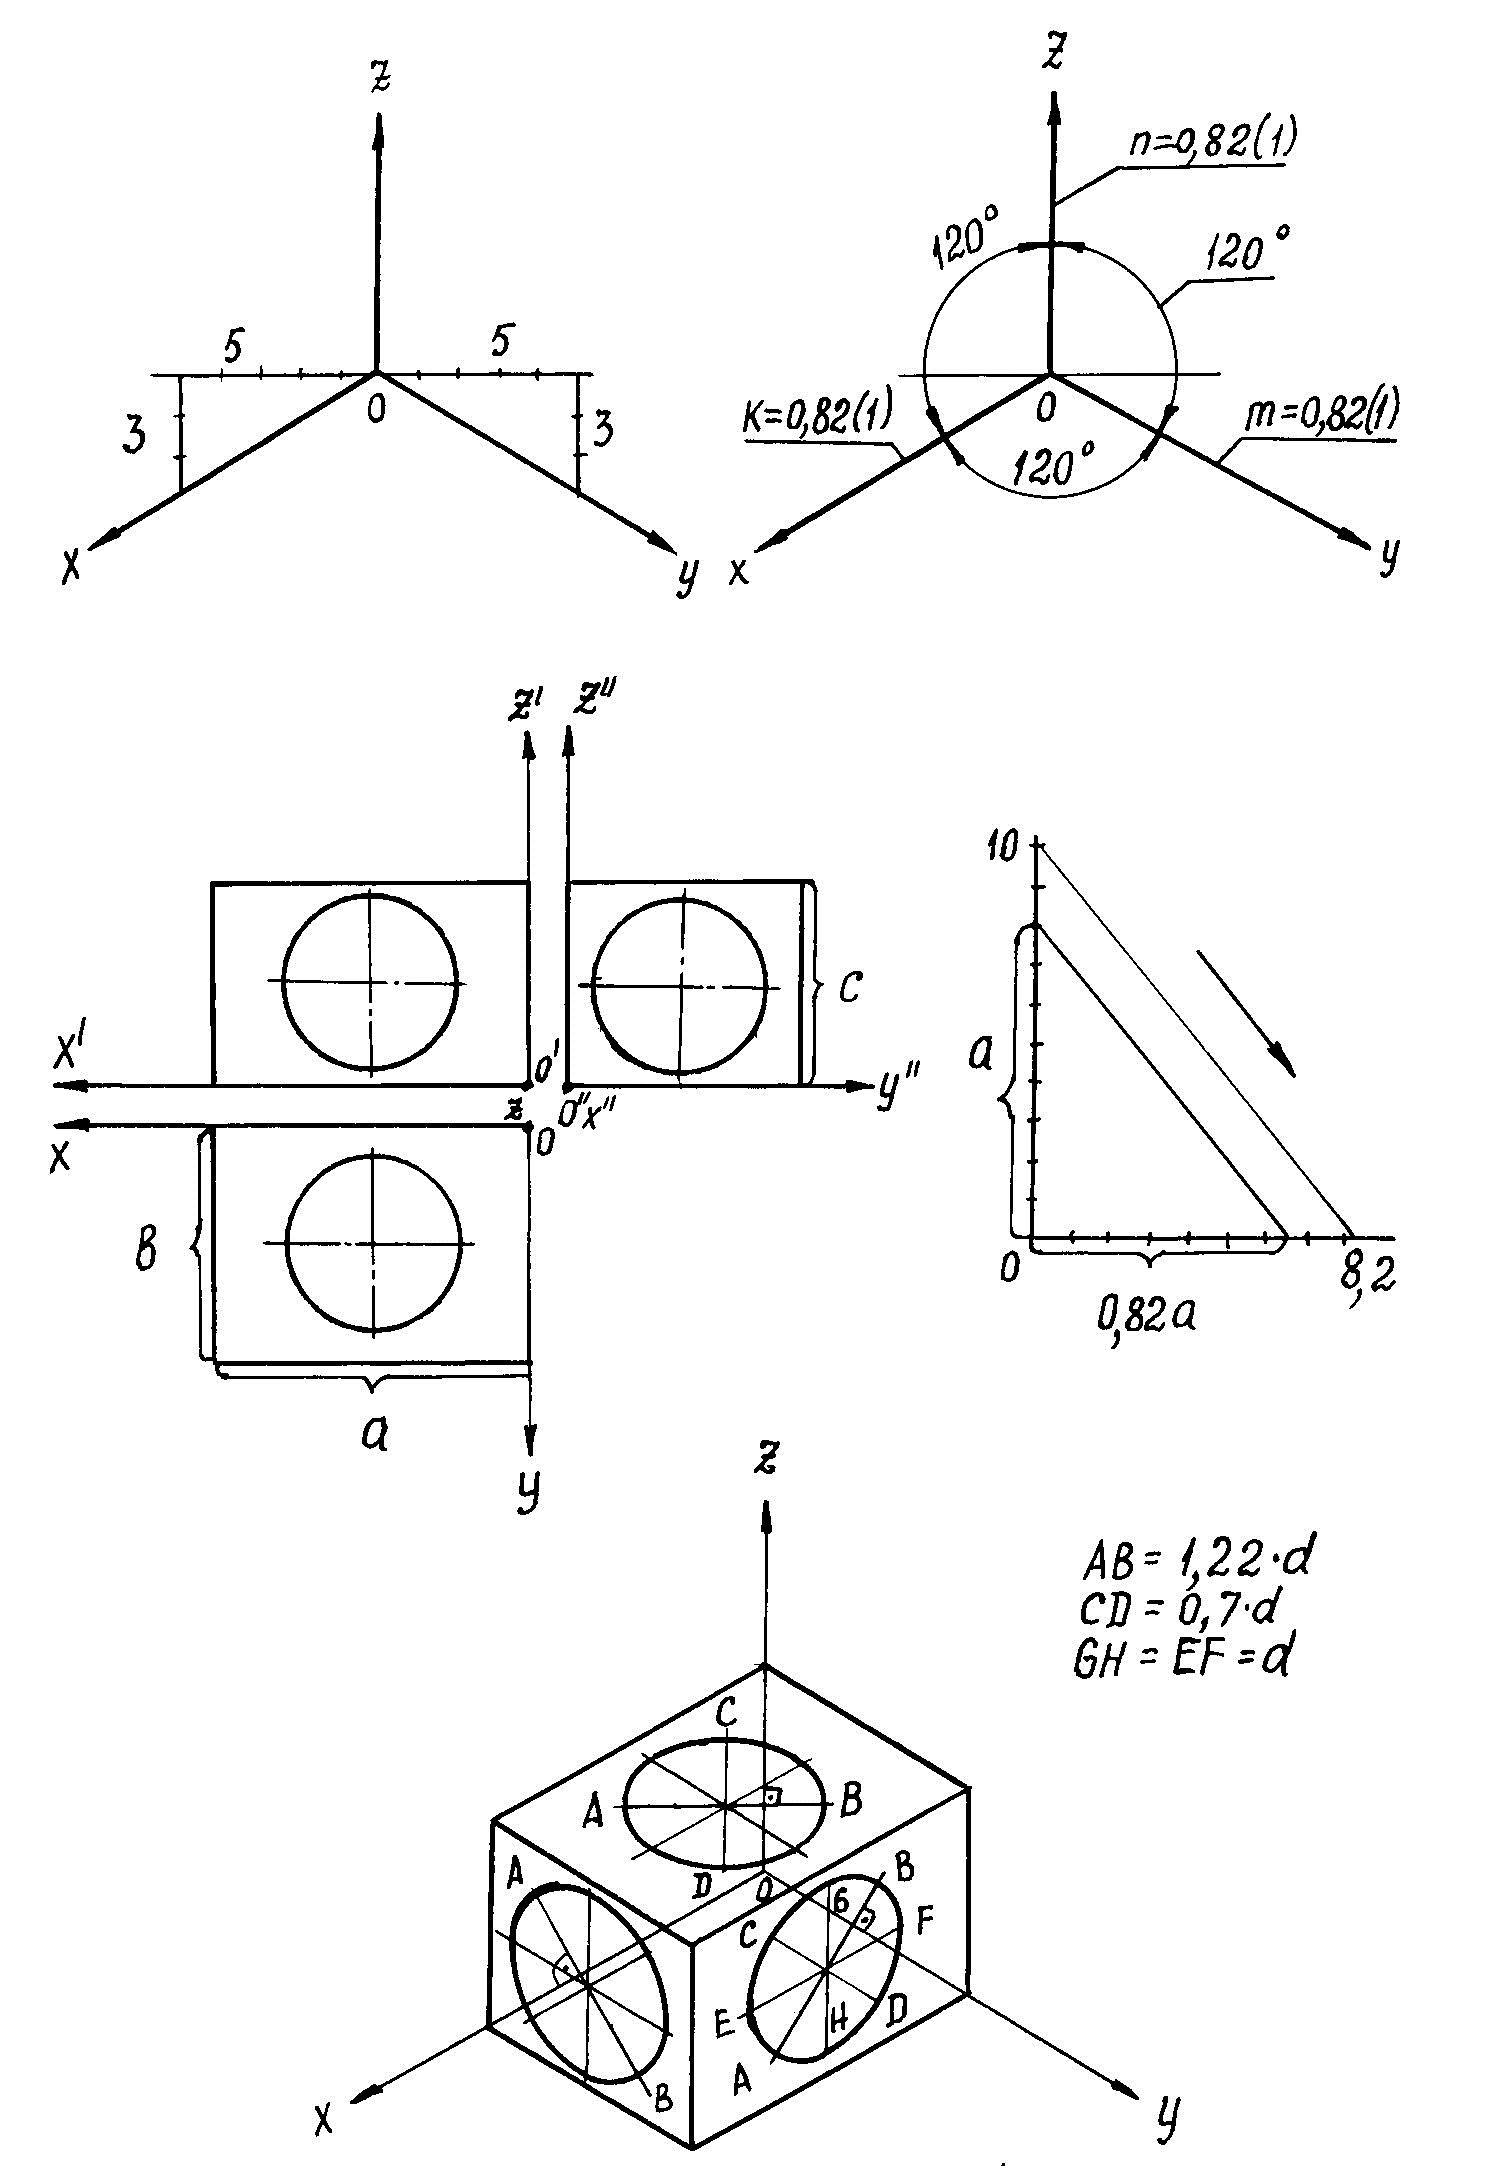 z
z
n=0,82(1)
120°
120°
5
5
0
3
3
K=0,82(1)
0
m=0,82(1)
120°
x
y
x
y
z'
z"
10
c
x'
0'
y"
a
z
0"x"
x
0
в
0
8,2
0,82a
a
y
z
AB = 1,22·d
CD = 0,7·d
GH = EF = d
C
A
B
A
D
0
B
G
F
C
E
H
D
A
B
x
y